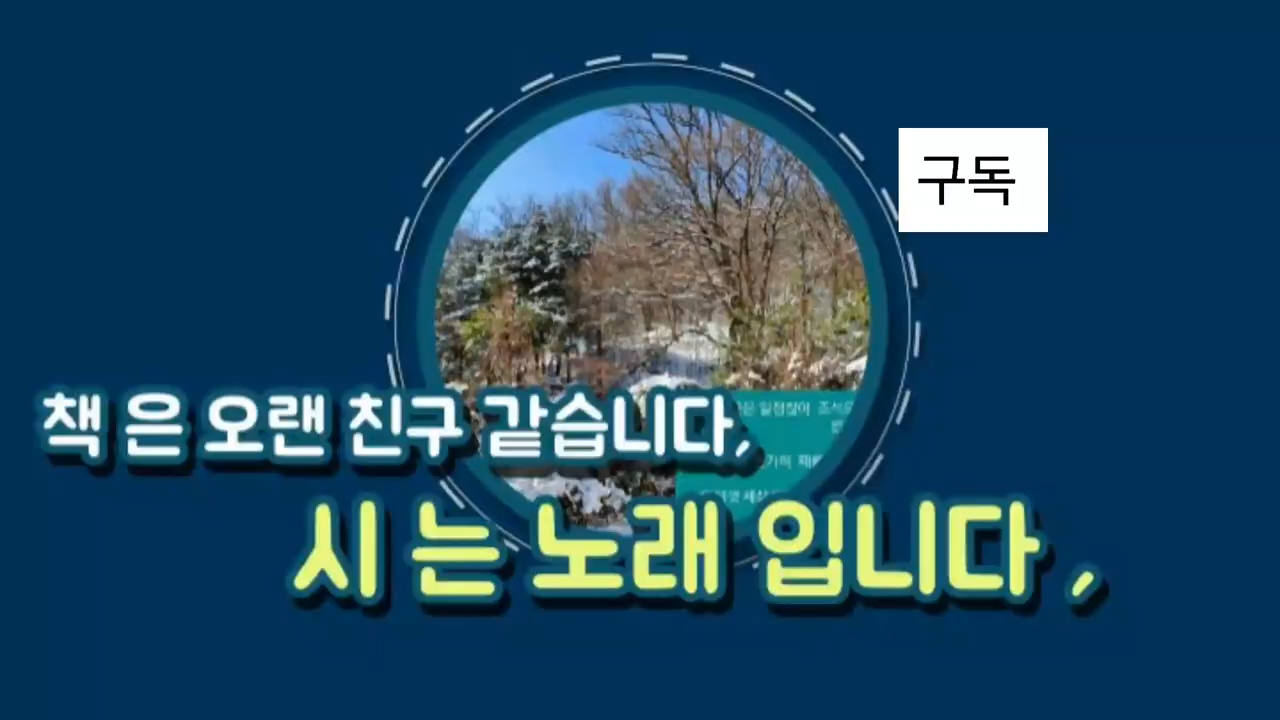 구독
책 은 오랜 친구 같습니다,
시 는 노래 입니다 ,